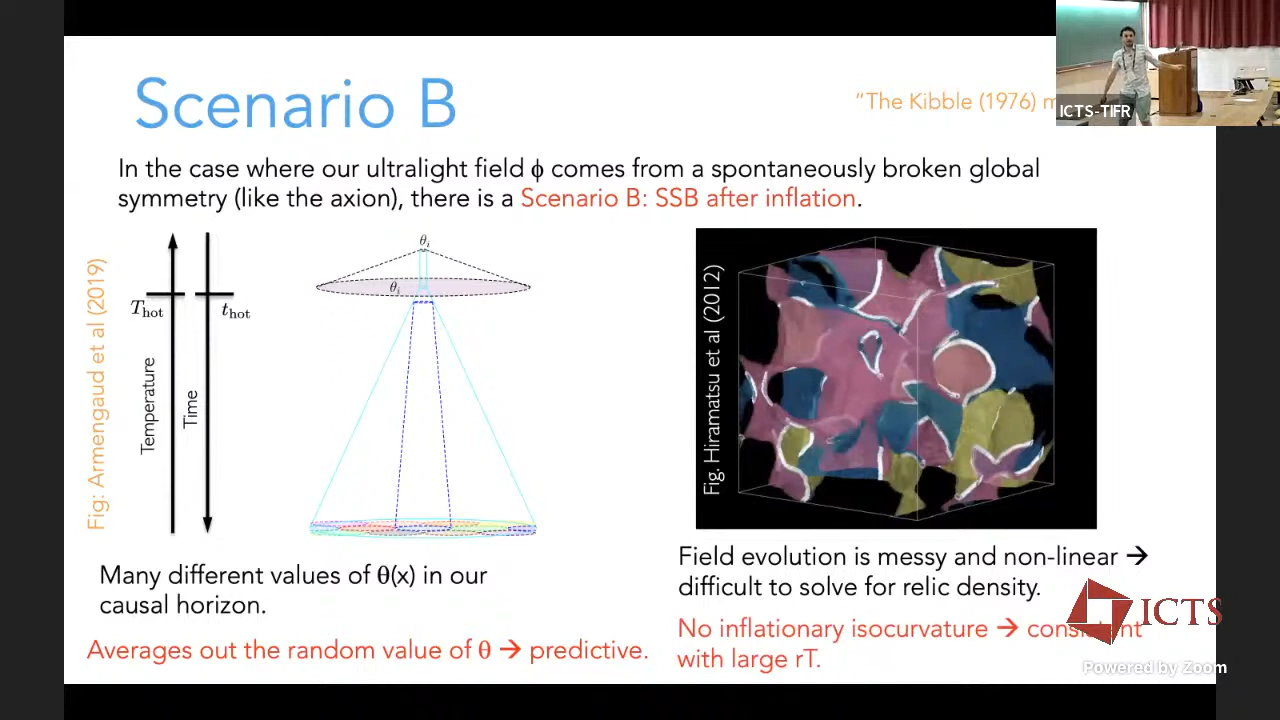 Scenario B
"The Kibble (1976)
ICTS-TIFR
In the case where our ultralight field ϕ comes from a spontaneously broken global
symmetry (like the axion), there is a Scenario B: SSB after inflation.
Fig: Armengaud et al (2019)
Temperature
Time
T_hot
t_hot
θ_i
θ_i
Fig. Hiramatsu et al (2012)
Many different values of θ(x) in our
causal horizon.
Averages out the random value of θ → predictive.
Field evolution is messy and non-linear →
difficult to solve for relic density.
No inflationary isocurvature → consistent
with large rT.
ICTS
Powered by Zoom